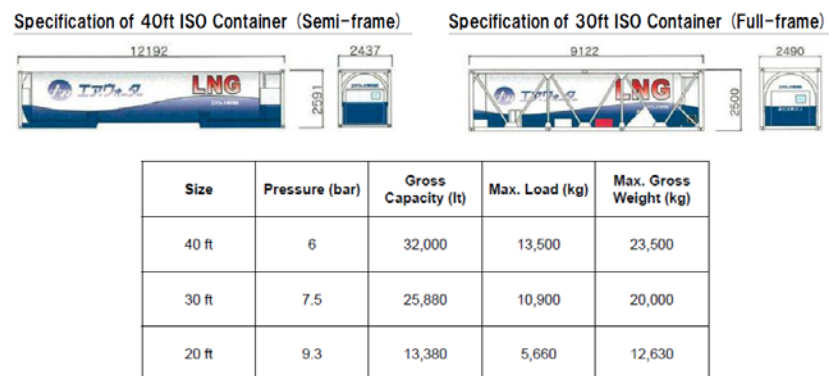 Specification of 40ft ISO Container (Semi-frame)
Specification of 30ft ISO Container (Full-frame)
12192
2437
2591
エア・ウォータ
LNG
9122
2490
2500
エア・ウォータ
LNG
Size Pressure (bar) Gross Capacity (lt) Max. Load (kg) Max. Gross Weight (kg)
40 ft 6 32,000 13,500 23,500
30 ft 7.5 25,880 10,900 20,000
20 ft 9.3 13,380 5,660 12,630